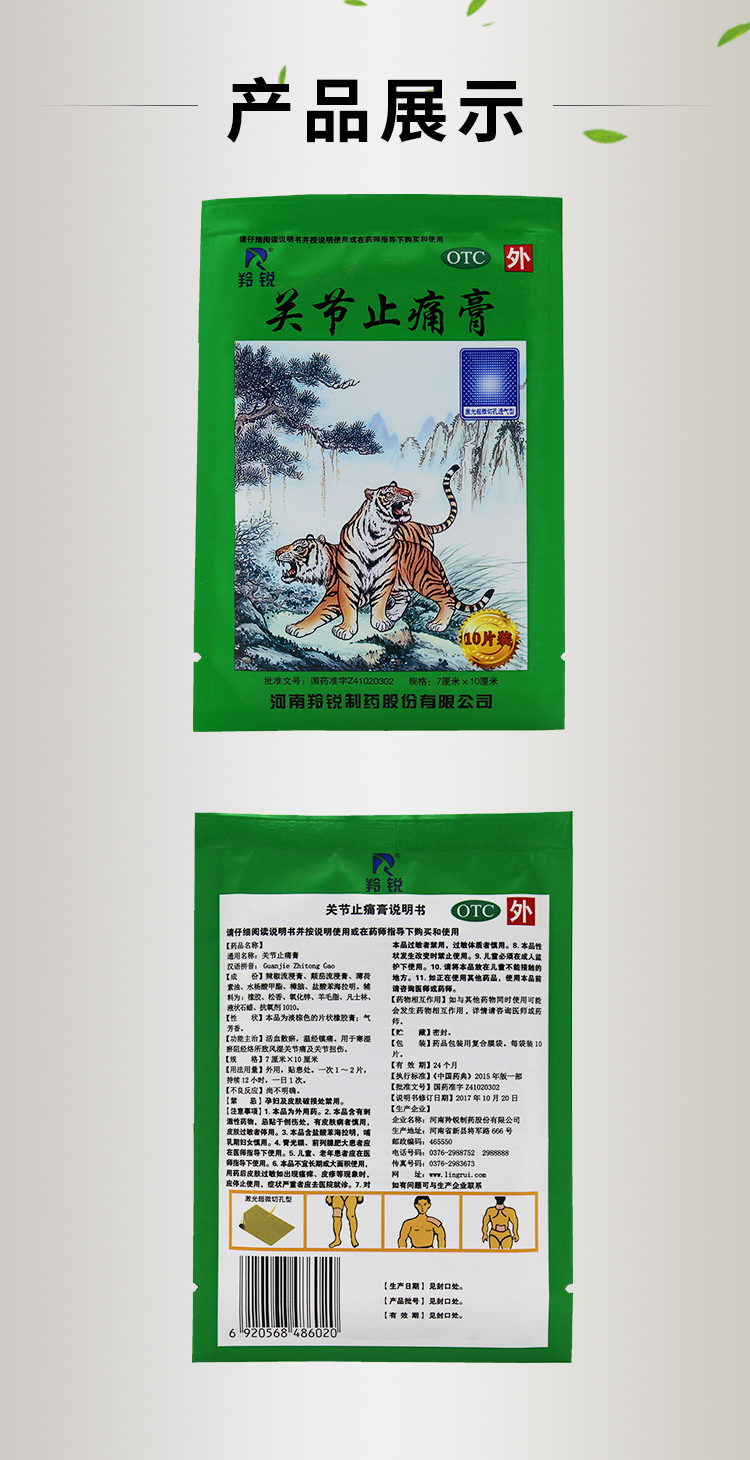 产品展示
请仔细阅读说明书并按说明使用或在药师指导下购买和使用
羚锐
®
OTC
外
关节止痛膏
激光超微切孔透气型
10片装
批准文号：国药准字Z41020302 规格：7厘米×10厘米
河南羚锐制药股份有限公司
®
羚锐
关节止痛膏说明书
OTC
外
请仔细阅读说明书并按说明使用或在药师指导下购买和使用
【药品名称】
通用名称：关节止痛膏
汉语拼音：Guanjie Zhitong Gao
【成 份】辣椒流浸膏、颠茄流浸膏、薄荷
素油、水杨酸甲酯、樟脑、盐酸苯海拉明。辅
料为：橡胶、松香、氧化锌、羊毛脂、凡士林、
液状石蜡、抗氧剂1010。
【性 状】本品为淡棕色的片状橡胶膏；气
芳香。
【功能主治】活血散瘀，温经镇痛。用于寒湿
瘀阻经络所致风湿关节痛及关节扭伤。
【规 格】7厘米×10厘米
【用法用量】外用，贴患处。一次1～2片，
持续12小时，一日1次。
【不良反应】尚不明确。
【禁 忌】孕妇及皮肤破损处禁用。
【注意事项】1.本品为外用药。2.本品含有刺
激性药物，忌贴于创伤处，有皮肤病者慎用，
皮肤过敏者停用。3.本品含盐酸苯海拉明，哺
乳期妇女慎用。4.青光眼、前列腺肥大患者应
在医师指导下使用。5.儿童、老年患者应在医
师指导下使用。6.本品不宜长期或大面积使用，
用药后皮肤过敏如出现瘙痒、皮疹等现象时，
应停止使用，症状严重者应去医院就诊。7.对
本品过敏者禁用，过敏体质者慎用。8.本品性
状发生改变时禁止使用。9.儿童必须在成人监
护下使用。10.请将本品放在儿童不能接触的
地方。11.如正在使用其他药品，使用本品前
请咨询医师或药师。
【药物相互作用】如与其他药物同时使用可能
会发生药物相互作用，详情请咨询医师或药
师。
【贮 藏】密封。
【包 装】药品包装用复合膜袋。每袋装10
片。
【有 效 期】24个月
【执行标准】《中国药典》2015年版一部
【批准文号】国药准字Z41020302
【说明书修订日期】2017年10月20日
【生产企业】
企业名称：河南羚锐制药股份有限公司
生产地址：河南省新县将军路666号
邮政编码：465550
电话号码：0376-2988752 2988888
传真号码：0376-2983673
网 址：www.lingrui.com
如有问题可与生产企业联系
激光超微切孔型
【生产日期】见封口处。
【产品批号】见封口处。
【有 效 期】见封口处。
6 920568 486020